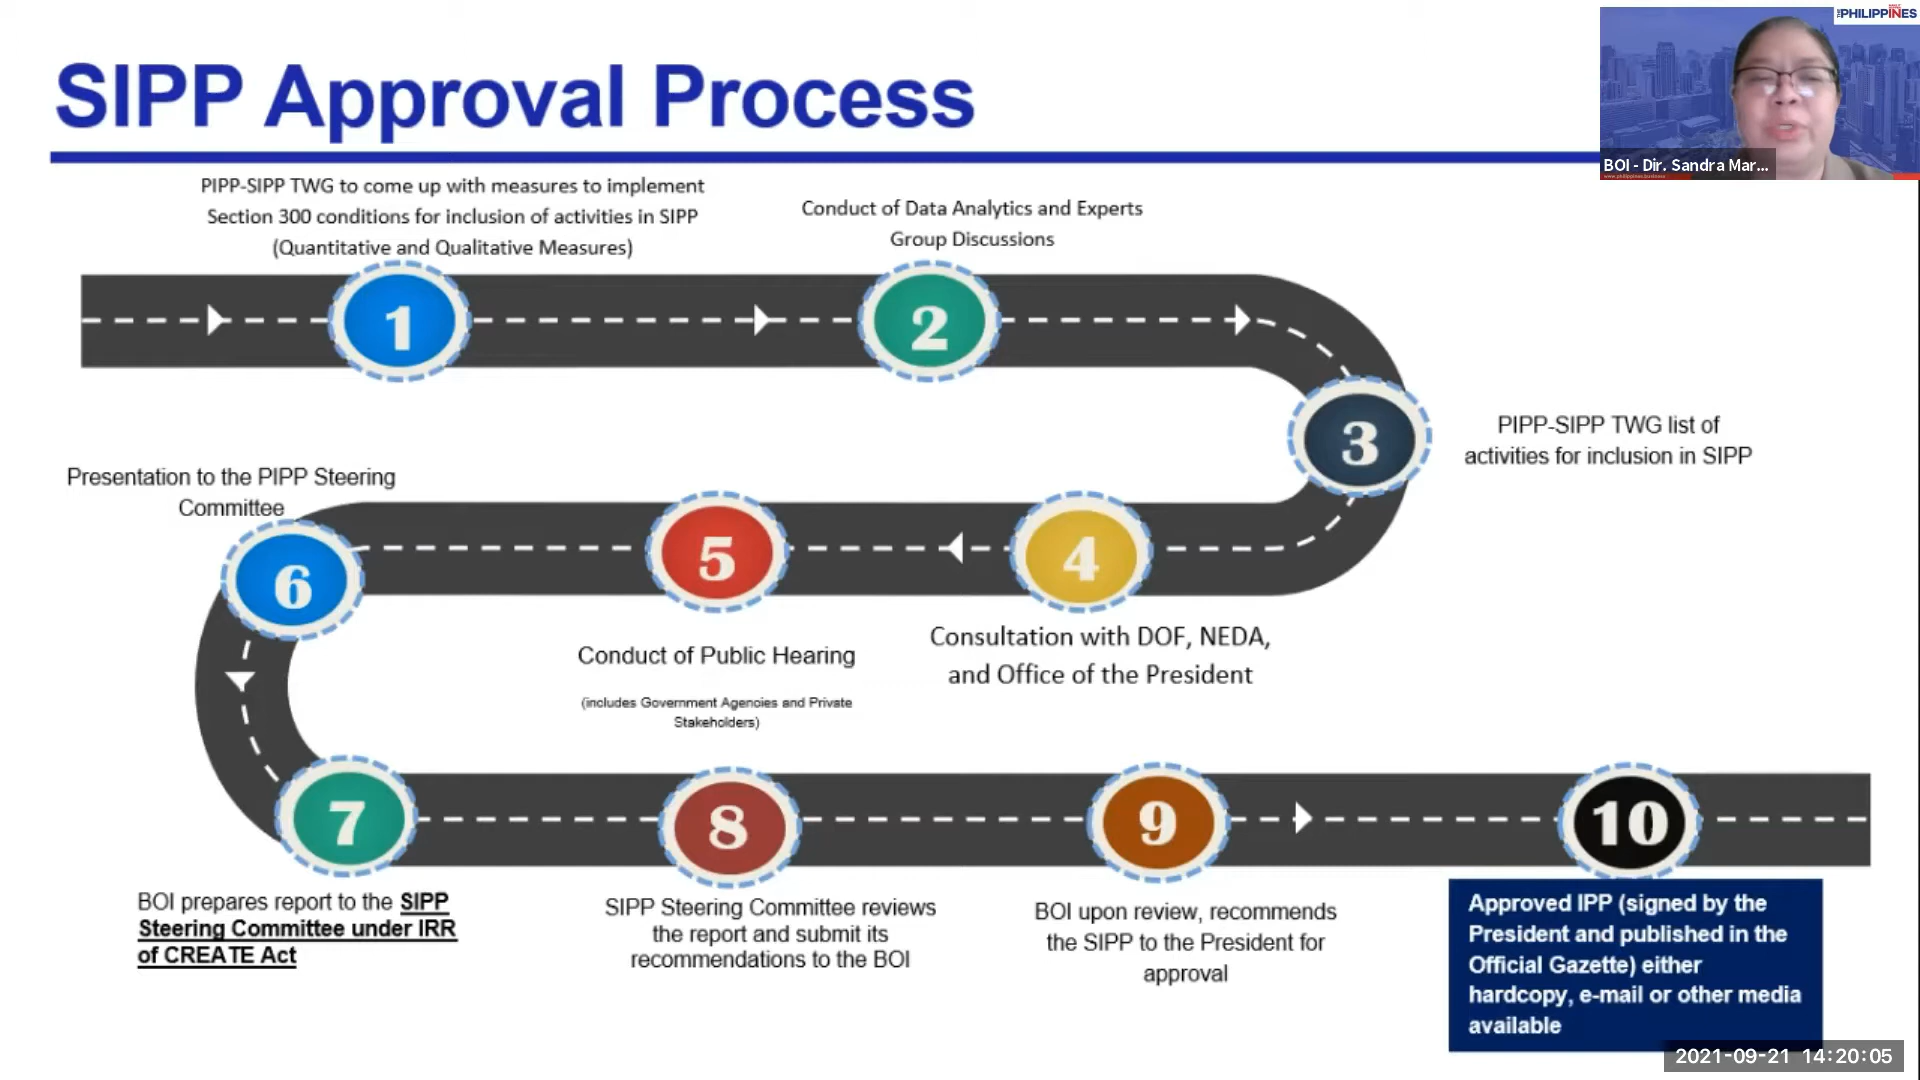 SIPP Approval Process
PHILIPPINES
BOI - Dir. Sandra Mar...
PIPP-SIPP TWG to come up with measures to implement
Section 300 conditions for inclusion of activities in SIPP
(Quantitative and Qualitative Measures)
Conduct of Data Analytics and Experts
Group Discussions
1
2
3
PIPP-SIPP TWG list of
activities for inclusion in SIPP
Presentation to the PIPP Steering
Committee
6
5
4
Conduct of Public Hearing
(includes Government Agencies and Private
Stakeholders)
Consultation with DOF, NEDA,
and Office of the President
7
8
9
10
BOI prepares report to the SIPP
Steering Committee under IRR
of CREATE Act
SIPP Steering Committee reviews
the report and submit its
recommendations to the BOI
BOI upon review, recommends
the SIPP to the President for
approval
Approved IPP (signed by the
President and published in the
Official Gazette) either
hardcopy, e-mail or other media
available
2021-09-21 14:20:05